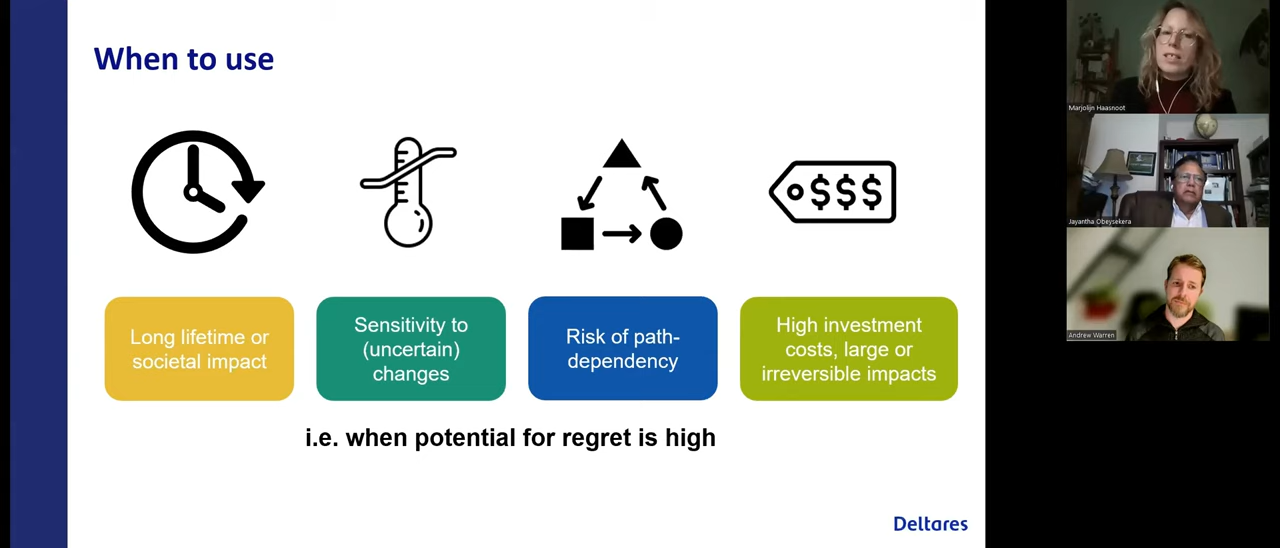 When to use
$$$
Long lifetime or
societal impact
Sensitivity to
(uncertain)
changes
Risk of path-
dependency
High investment
costs, large or
irreversible impacts
i.e. when potential for regret is high
Deltares
Marjolijn Haasnoot
Jayantha Obeysekera
Andrew Warren